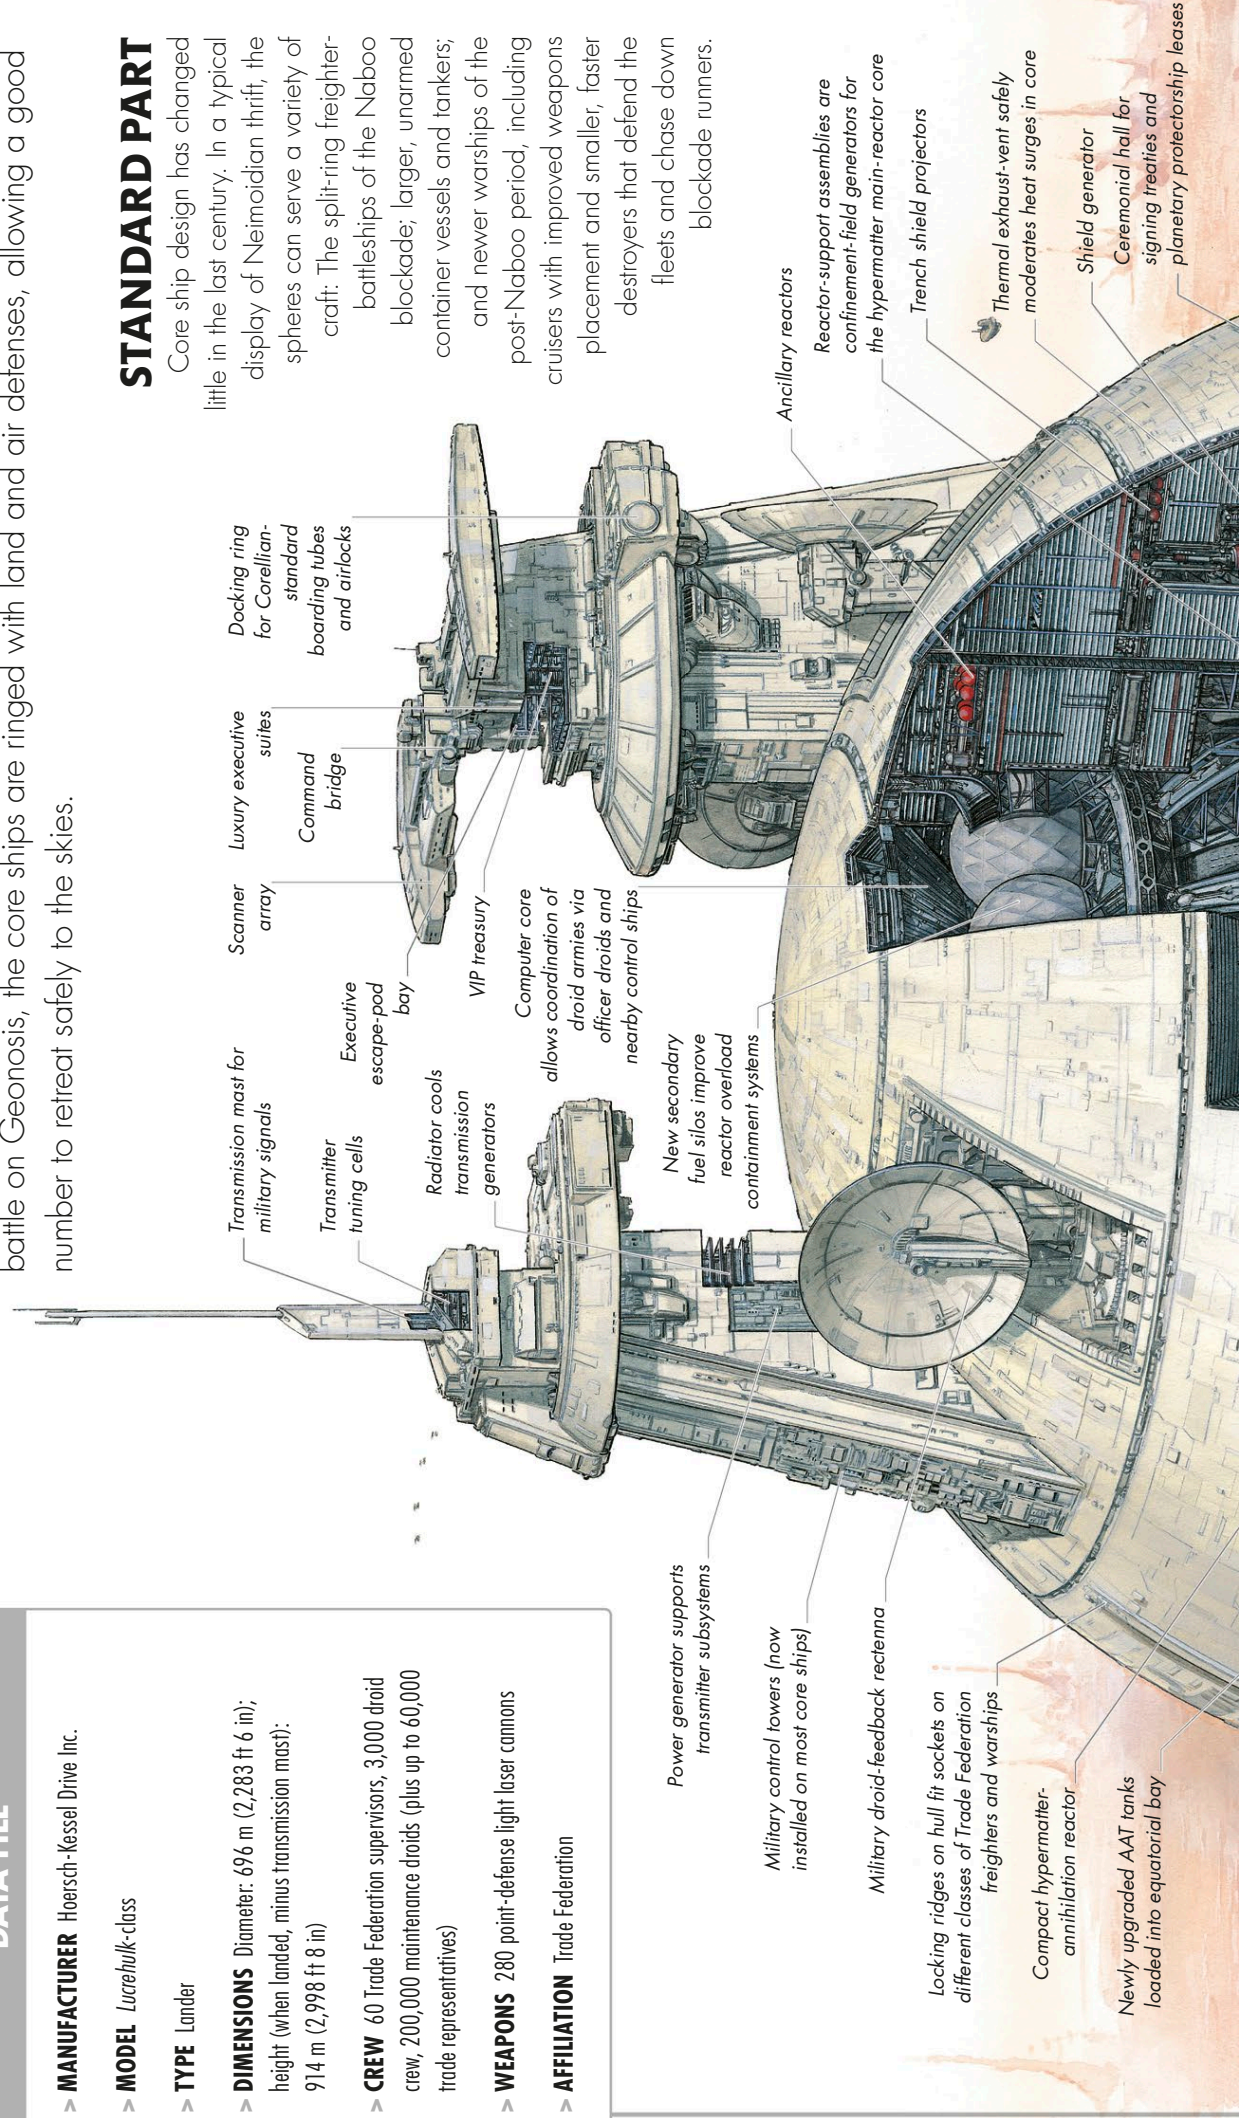 battle on Geonosis, the core ships are ringed with land and air defenses, allowing a good
number to retreat safely to the skies.
DATA FILE
> MANUFACTURER Hoersch-Kessel Drive Inc.
> MODEL Lucrehulk-class
> TYPE Lander
> DIMENSIONS Diameter: 696 m (2,283 ft 6 in);
height (when landed, minus transmission mast):
914 m (2,998 ft 8 in)
> CREW 60 Trade Federation supervisors, 3,000 droid
crew, 200,000 maintenance droids (plus up to 60,000
trade representatives)
> WEAPONS 280 point-defense light laser cannons
> AFFILIATION Trade Federation
STANDARD PART
Core ship design has changed
little in the last century. In a typical
display of Neimoidian thrift, the
spheres can serve a variety of
craft: The split-ring freighter-
battleships of the Naboo
blockade; larger, unarmed
container vessels and tankers;
and newer warships of the
post-Naboo period, including
cruisers with improved weapons
placement and smaller, faster
destroyers that defend the
fleets and chase down
blockade runners.
Transmission mast for
military signals
Transmitter
tuning cells
Radiator cools
transmission
generators
Scanner
array
Luxury executive
suites
Command
bridge
Docking ring
for Corellian-
standard
boarding tubes
and airlocks
Executive
escape-pod
bay
VIP treasury
Computer core
allows coordination of
droid armies via
officer droids and
nearby control ships
New secondary
fuel silos improve
reactor overload
containment systems
Power generator supports
transmitter subsystems
Military control towers (now
installed on most core ships)
Military droid-feedback rectenna
Locking ridges on hull fit sockets on
different classes of Trade Federation
freighters and warships
Compact hypermatter-
annihilation reactor
Newly upgraded AAT tanks
loaded into equatorial bay
Ancillary reactors
Reactor-support assemblies are
confinement-field generators for
the hypermatter main-reactor core
Trench shield projectors
Thermal exhaust-vent safely
moderates heat surges in core
Shield generator
Ceremonial hall for
signing treaties and
planetary protectorship leases